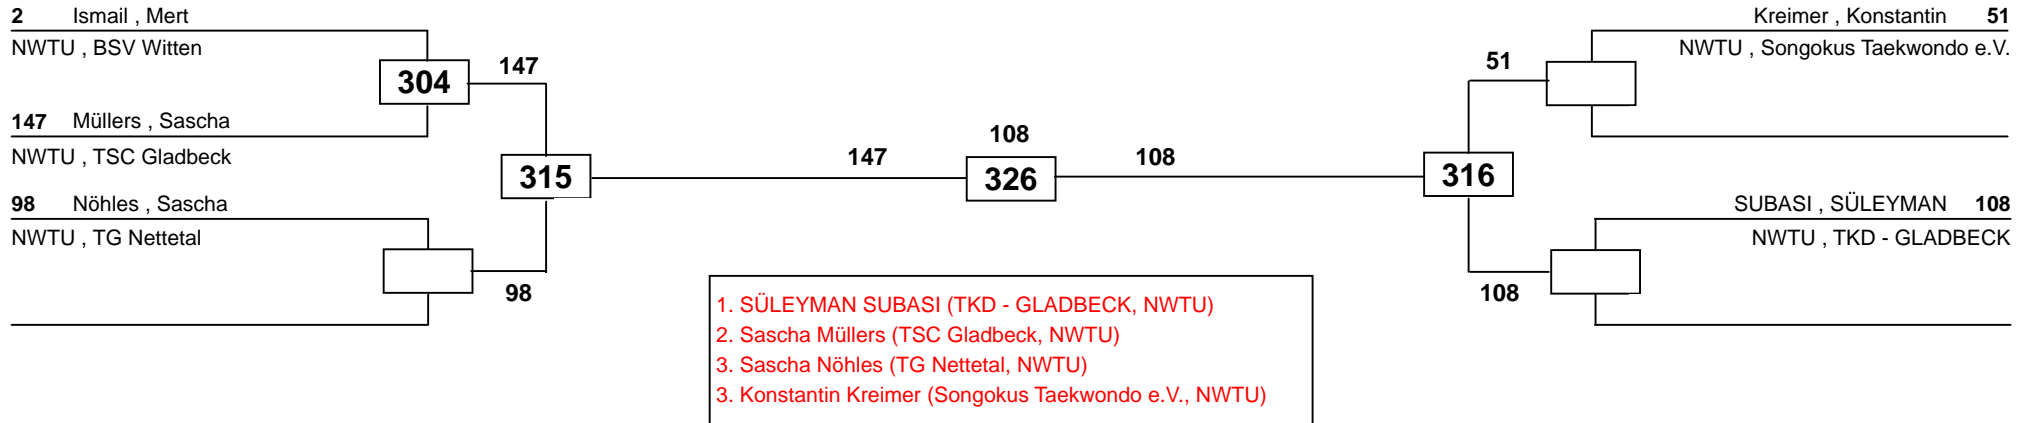 2 Ismail , Mert
NWTU , BSV Witten
304
147
147 Müllers , Sascha
NWTU , TSC Gladbeck
315
98 Nöhles , Sascha
NWTU , TG Nettetal
98
147
108
326
108
Kreimer , Konstantin 51
NWTU , Songokus Taekwondo e.V.
51
316
SUBASI , SÜLEYMAN 108
NWTU , TKD - GLADBECK
108
1. SÜLEYMAN SUBASI (TKD - GLADBECK, NWTU)
2. Sascha Müllers (TSC Gladbeck, NWTU)
3. Sascha Nöhles (TG Nettetal, NWTU)
3. Konstantin Kreimer (Songokus Taekwondo e.V., NWTU)